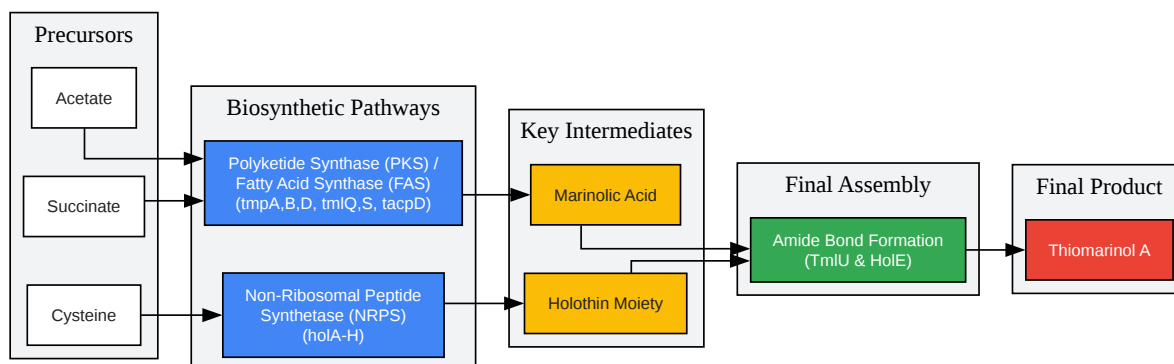 Precursors
Acetate
Succinate
Cysteine
Biosynthetic Pathways
Polyketide Synthase (PKS) /
Fatty Acid Synthase (FAS)
(tmpA,B,D, tmlQ,S, tacpD)
Non-Ribosomal Peptide
Synthetase (NRPS)
(holA-H)
Key Intermediates
Marinolic Acid
Holothin Moiety
Final Assembly
Amide Bond Formation
(TmlU & HolE)
Final Product
Thiomarinol A